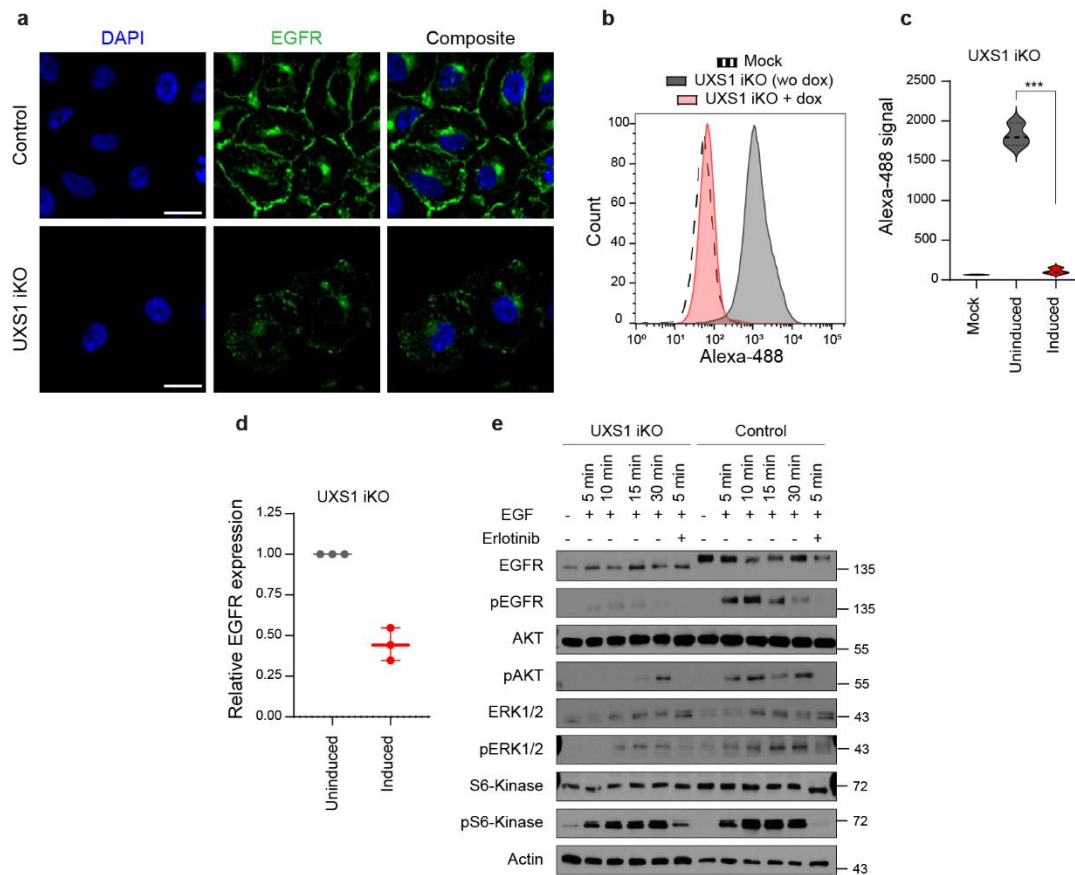 a
DAPI EGFR Composite
Control
UXS1 iKO
b
Mock
UXS1 iKO (wo dox)
UXS1 iKO + dox
Count
100
80
60
40
20
0
10⁰ 10¹ 10² 10³ 10⁴ 10⁵
Alexa-488
c
UXS1 iKO
***
Alexa-488 signal
2500
2000
1500
1000
500
0
Mock
Uninduced
Induced
d
UXS1 iKO
Relative EGFR expression
1.25
1.00
0.75
0.50
0.25
0.00
Uninduced
Induced
e
UXS1 iKO Control
5 min 10 min 15 min 30 min 5 min 5 min 10 min 15 min 30 min 5 min
EGF - + + + + + - + + + + +
Erlotinib - - - - - + - - - - - +
EGFR 135
pEGFR 135
AKT 55
pAKT 55
ERK1/2 43
pERK1/2 43
S6-Kinase 72
pS6-Kinase 72
Actin 43